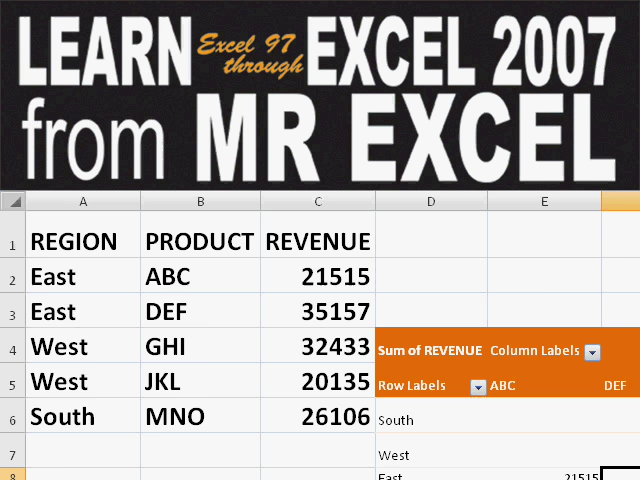 LEARN Excel 97 through EXCEL 2007
from MR EXCEL
A B C D E
1 REGION PRODUCT REVENUE
2 East ABC 21515
3 East DEF 35157
4 West GHI 32433 Sum of REVENUE Column Labels
5 West JKL 20135 Row Labels ABC DEF
6 South MNO 26106 South
7 West
8 East 21515